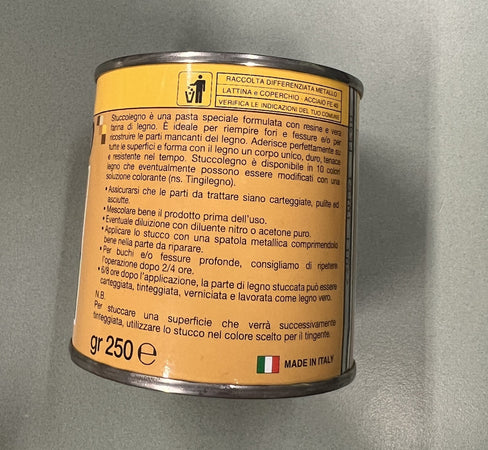 RACCOLTA DIFFERENZIATA METALLO
LATTINA e COPERCHIO - ACCIAIO FE 40
VERIFICA LE INDICAZIONI DEL TUO COMUNE
Stuccolegno è una pasta speciale formulata con resine e vera
farina di legno. È ideale per riempire fori e fessure e/o per
ricostruire le parti mancanti del legno. Aderisce perfettamente su
tutte le superfici e forma con il legno un corpo unico, duro, tenace
e resistente nel tempo. Stuccolegno è disponibile in 10 colori
che eventualmente possono essere modificati con una
soluzione colorante (ns. Tingilegno).
• Assicurarsi che le parti da trattare siano carteggiate, pulite ed
asciutte.
• Mescolare bene il prodotto prima dell'uso.
• Eventuale diluizione con diluente nitro o acetone puro.
• Applicare lo stucco con una spatola metallica comprimendolo
bene nella parte da riparare.
• Per buchi e/o fessure profonde, consigliamo di ripetere
l'operazione dopo 2/4 ore.
• 6/8 ore dopo l'applicazione, la parte di legno stuccata può essere
carteggiata, tinteggiata, verniciata e lavorata come legno vero.
N.B.
Per stuccare una superficie che verrà successivamente
tinteggiata, utilizzare lo stucco nel colore scelto per il tingente.
gr 250 e
MADE IN ITALY